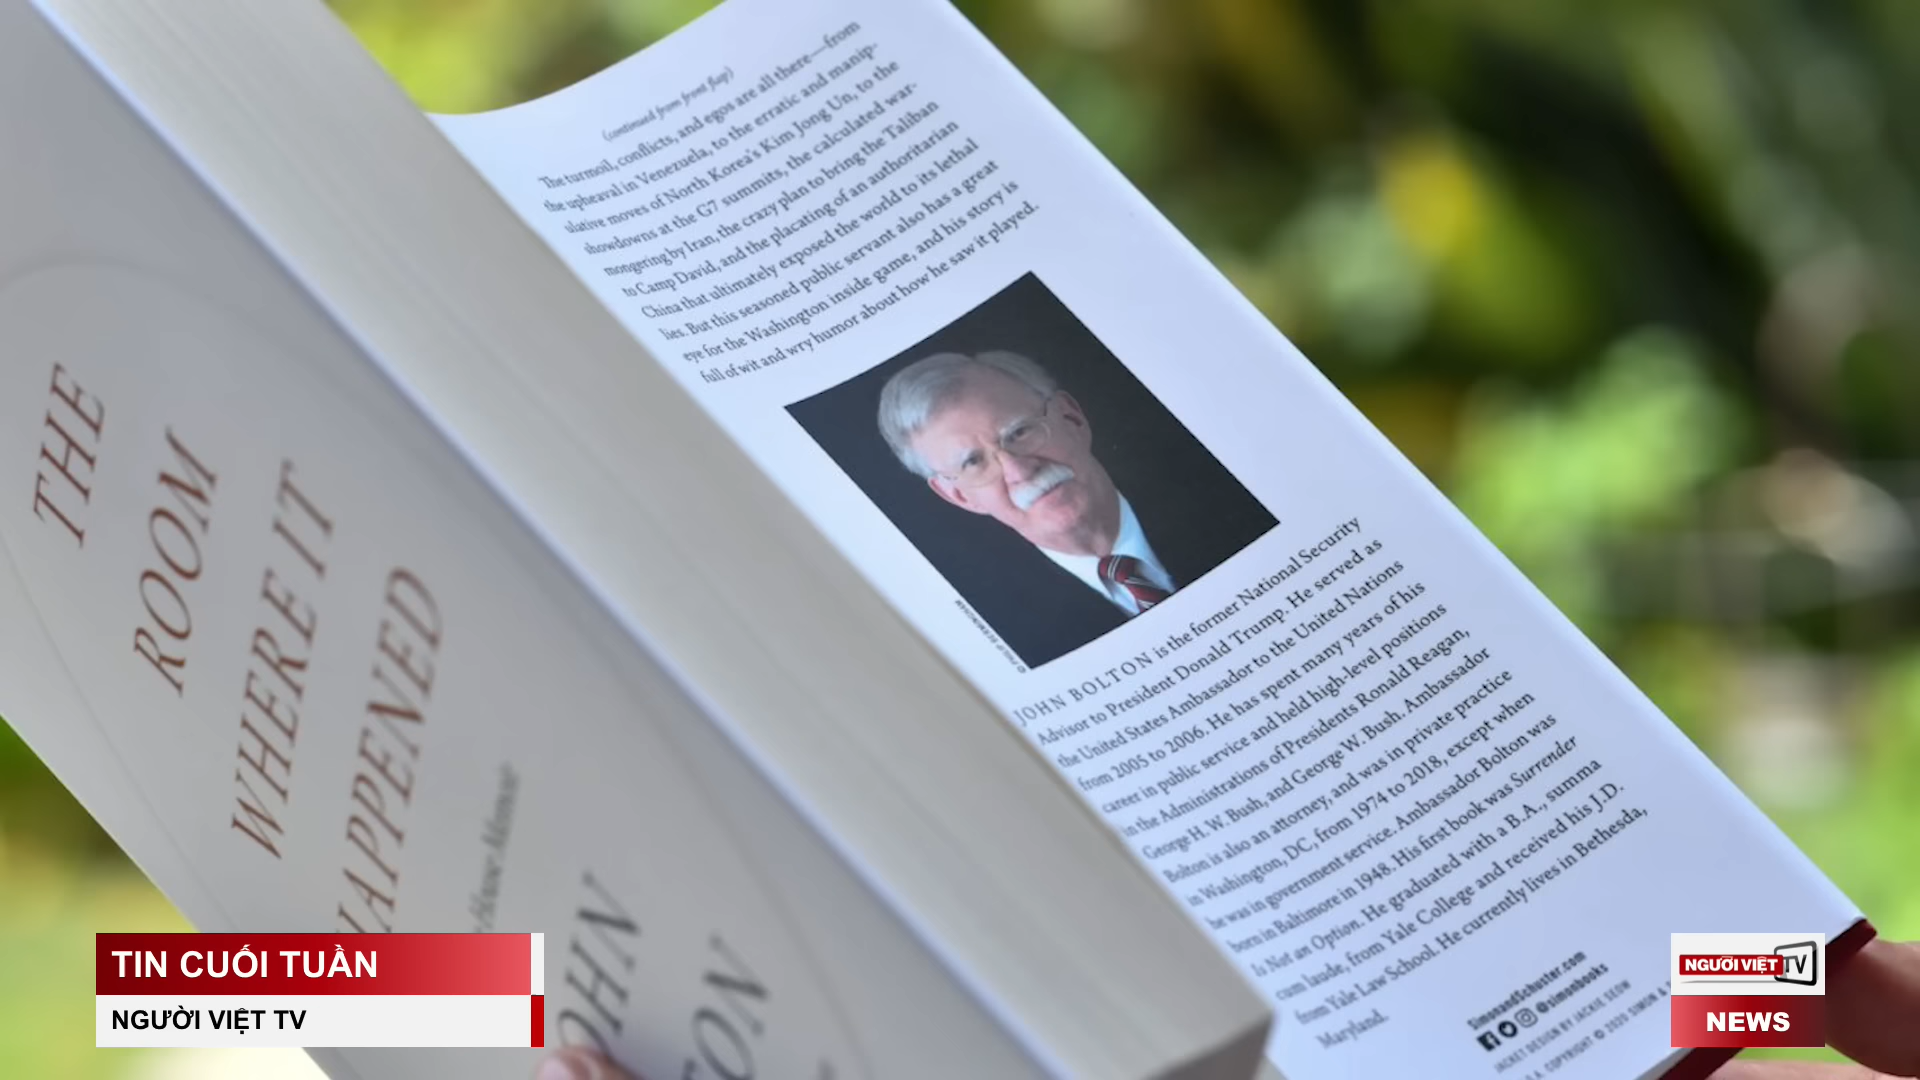 (continued from front flap)
The turmoil, conflicts, and egos are all there—from
the upheaval in Venezuela, to the erratic and manip-
ulative moves of North Korea's Kim Jong Un, to the
showdowns at the G7 summits, the calculated war-
mongering by Iran, the crazy plan to bring the Taliban
to Camp David, and the placating of an authoritarian
China that ultimately exposed the world to its lethal
lies. But this seasoned public servant also has a great
eye for the Washington inside game, and his story is
full of wit and wry humor about how he saw it played.
JOHN BOLTON is the former National Security
Advisor to President Donald Trump. He served as
the United States Ambassador to the United Nations
from 2005 to 2006. He has spent many years of his
career in public service and held high-level positions
in the Administrations of Presidents Ronald Reagan,
George H. W. Bush, and George W. Bush. Ambassador
Bolton is also an attorney, and was in private practice
in Washington, DC, from 1974 to 2018, except when
he was in government service. Ambassador Bolton was
born in Baltimore in 1948. His first book was Surrender
Is Not an Option. He graduated with a B.A., summa
cum laude, from Yale College and received his J.D.
from Yale Law School. He currently lives in Bethesda,
Maryland.
SimonandSchuster.com
@simonbooks
JACKET DESIGN BY JACKIE SEOW
COPYRIGHT © 2020 SIMON &
THE
ROOM
WHERE IT
HAPPENED
House Memoir
JOHN
TON
TIN CUỐI TUẦN
NGƯỜI VIỆT TV
NGƯỜI VIỆT TV
NEWS